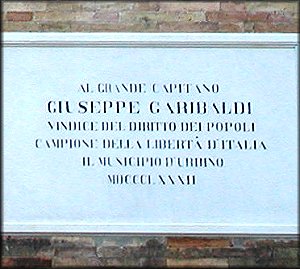 AL GRANDE CAPITANO
GIUSEPPE GARIBALDI
VINDICE DEL DIRITTO DEI POPOLI
CAMPIONE DELLA LIBERTÀ D'ITALIA
IL MUNICIPIO D'URBINO
MDCCCLXXXII